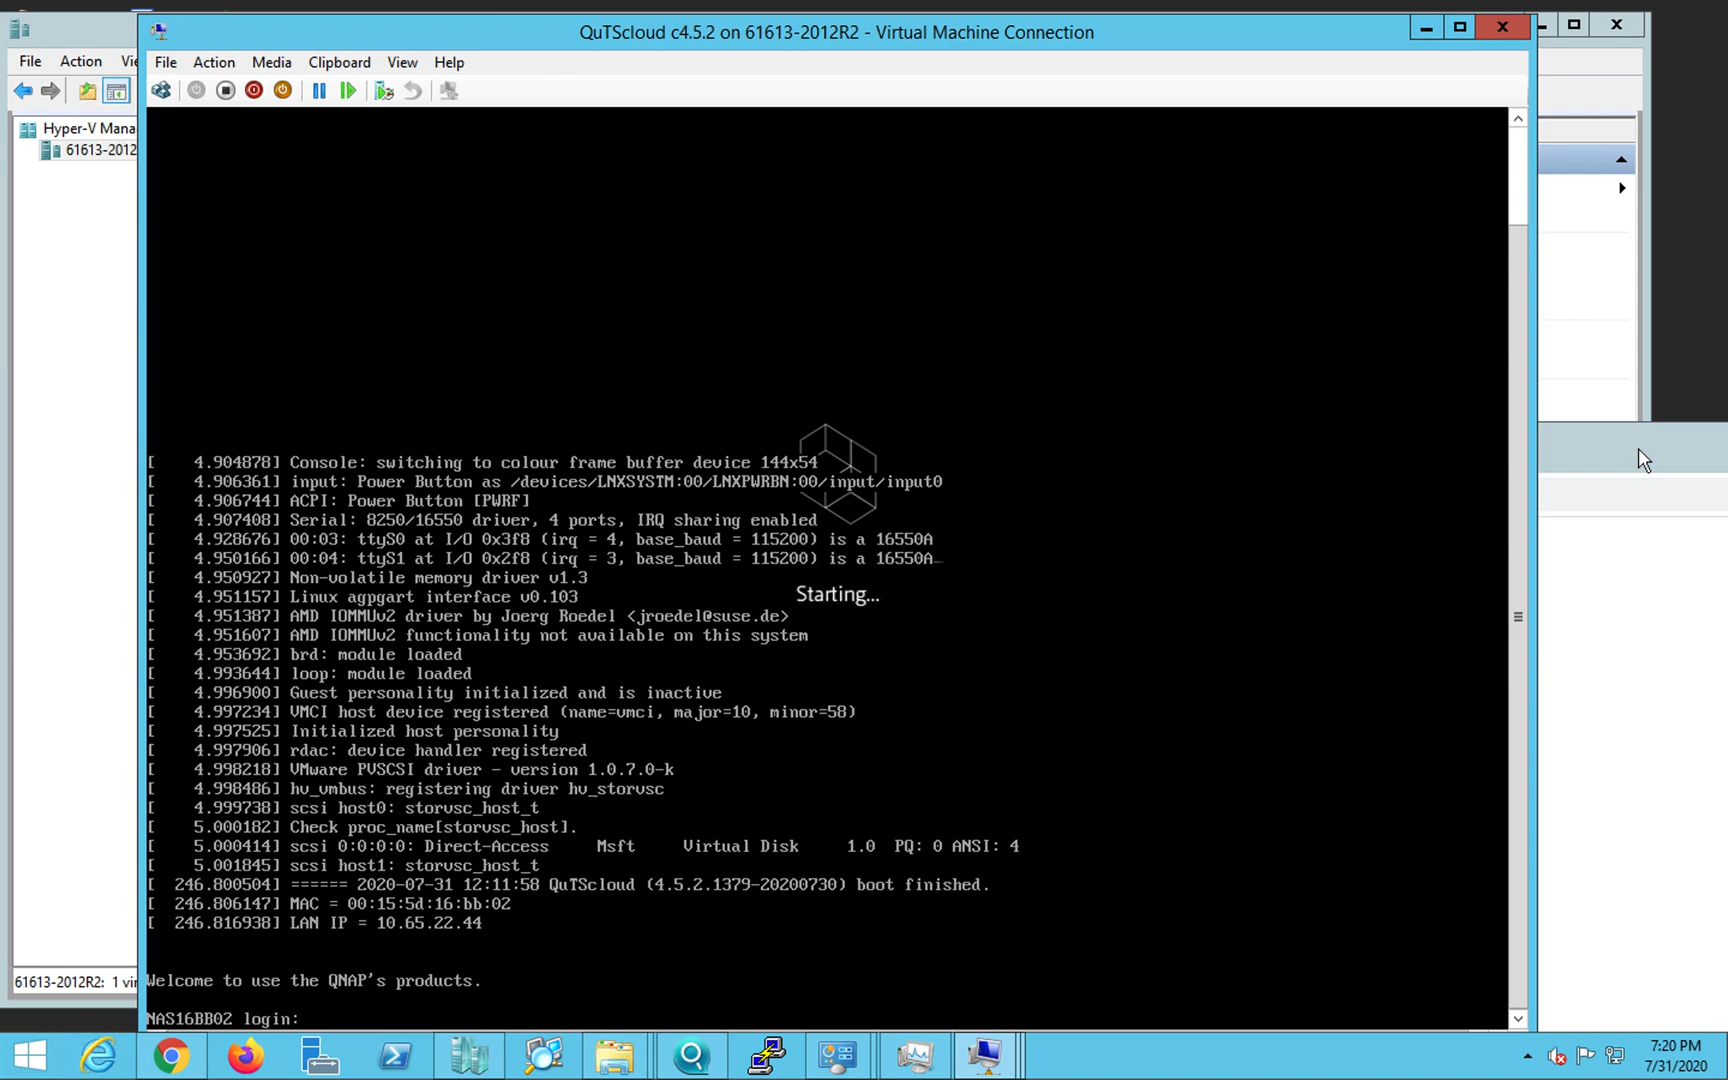 QuTScloud c4.5.2 on 61613-2012R2 - Virtual Machine Connection
File Action Vie
File Action Media Clipboard View Help
Hyper-V Mana
61613-2012
[ 4.904878] Console: switching to colour frame buffer device 144x54
[ 4.906361] input: Power Button as /devices/LNXSYSTM:00/LNXPWRBN:00/input/input0
[ 4.906744] ACPI: Power Button [PWRF]
[ 4.907408] Serial: 8250/16550 driver, 4 ports, IRQ sharing enabled
[ 4.928676] 00:03: ttyS0 at I/O 0x3f8 (irq = 4, base_baud = 115200) is a 16550A
[ 4.950166] 00:04: ttyS1 at I/O 0x2f8 (irq = 3, base_baud = 115200) is a 16550A
[ 4.950927] Non-volatile memory driver v1.3
[ 4.951157] Linux agpgart interface v0.103
Starting...
[ 4.951387] AMD IOMMUv2 driver by Joerg Roedel <jroedel@suse.de>
[ 4.951607] AMD IOMMUv2 functionality not available on this system
[ 4.953692] brd: module loaded
[ 4.993644] loop: module loaded
[ 4.996900] Guest personality initialized and is inactive
[ 4.997234] VMCI host device registered (name=vmci, major=10, minor=58)
[ 4.997525] Initialized host personality
[ 4.997906] rdac: device handler registered
[ 4.998218] VMware PVSCSI driver - version 1.0.7.0-k
[ 4.998486] hv_vmbus: registering driver hv_storvsc
[ 4.999738] scsi host0: storvsc_host_t
[ 5.000182] Check proc_name[storvsc_host].
[ 5.000414] scsi 0:0:0:0: Direct-Access Msft Virtual Disk 1.0 PQ: 0 ANSI: 4
[ 5.001845] scsi host1: storvsc_host_t
[ 246.800504] ====== 2020-07-31 12:11:58 QuTScloud (4.5.2.1379-20200730) boot finished.
[ 246.806147] MAC = 00:15:5d:16:bb:02
[ 246.816938] LAN IP = 10.65.22.44
Welcome to use the QNAP's products.
61613-2012R2: 1 vir
NAS16BB02 login:
7:20 PM
7/31/2020